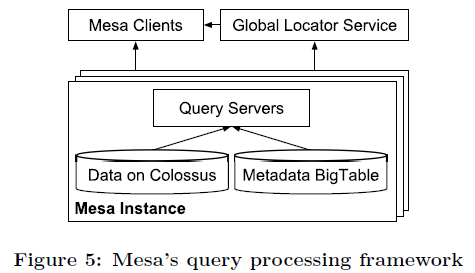 Mesa Clients
Global Locator Service
Query Servers
Data on Colossus
Metadata BigTable
Mesa Instance
Figure 5: Mesa's query processing framework